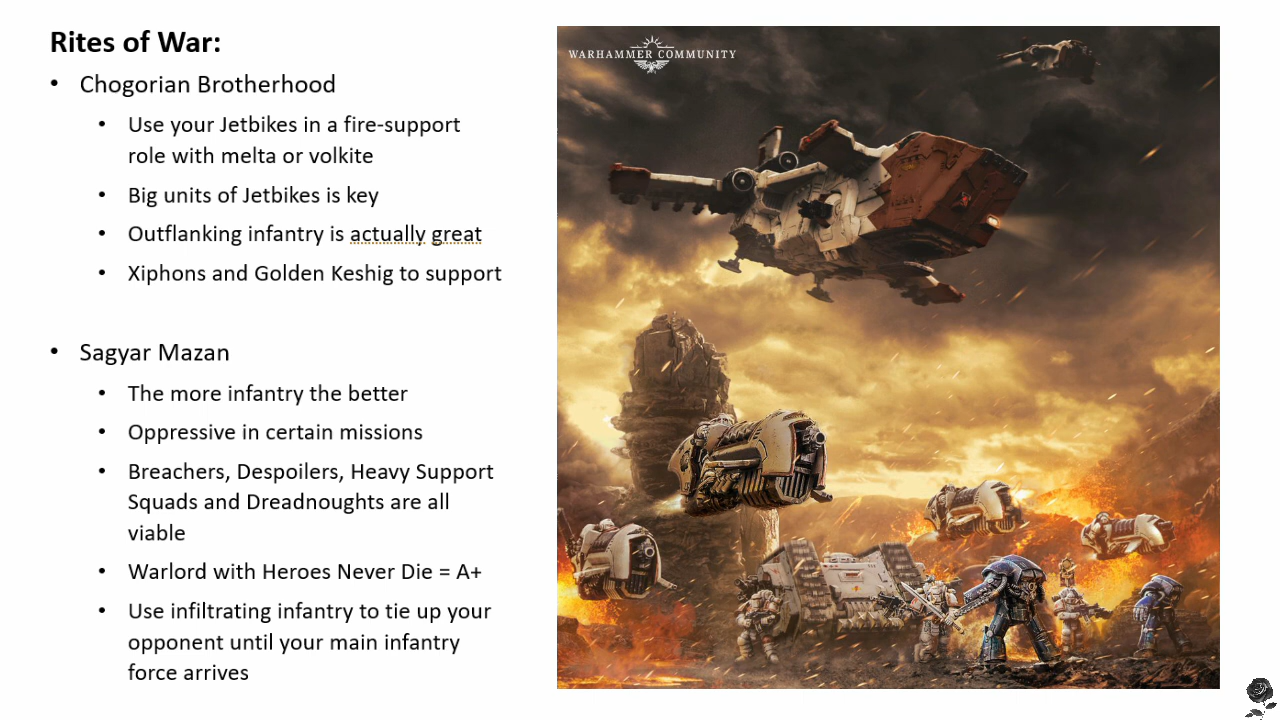 Rites of War:
• Chogorian Brotherhood
• Use your Jetbikes in a fire-support
role with melta or volkite
• Big units of Jetbikes is key
• Outflanking infantry is actually great
• Xiphons and Golden Keshig to support
• Sagyar Mazan
• The more infantry the better
• Oppressive in certain missions
• Breachers, Despoilers, Heavy Support
Squads and Dreadnoughts are all
viable
• Warlord with Heroes Never Die = A+
• Use infiltrating infantry to tie up your
opponent until your main infantry
force arrives
WARHAMMER COMMUNITY